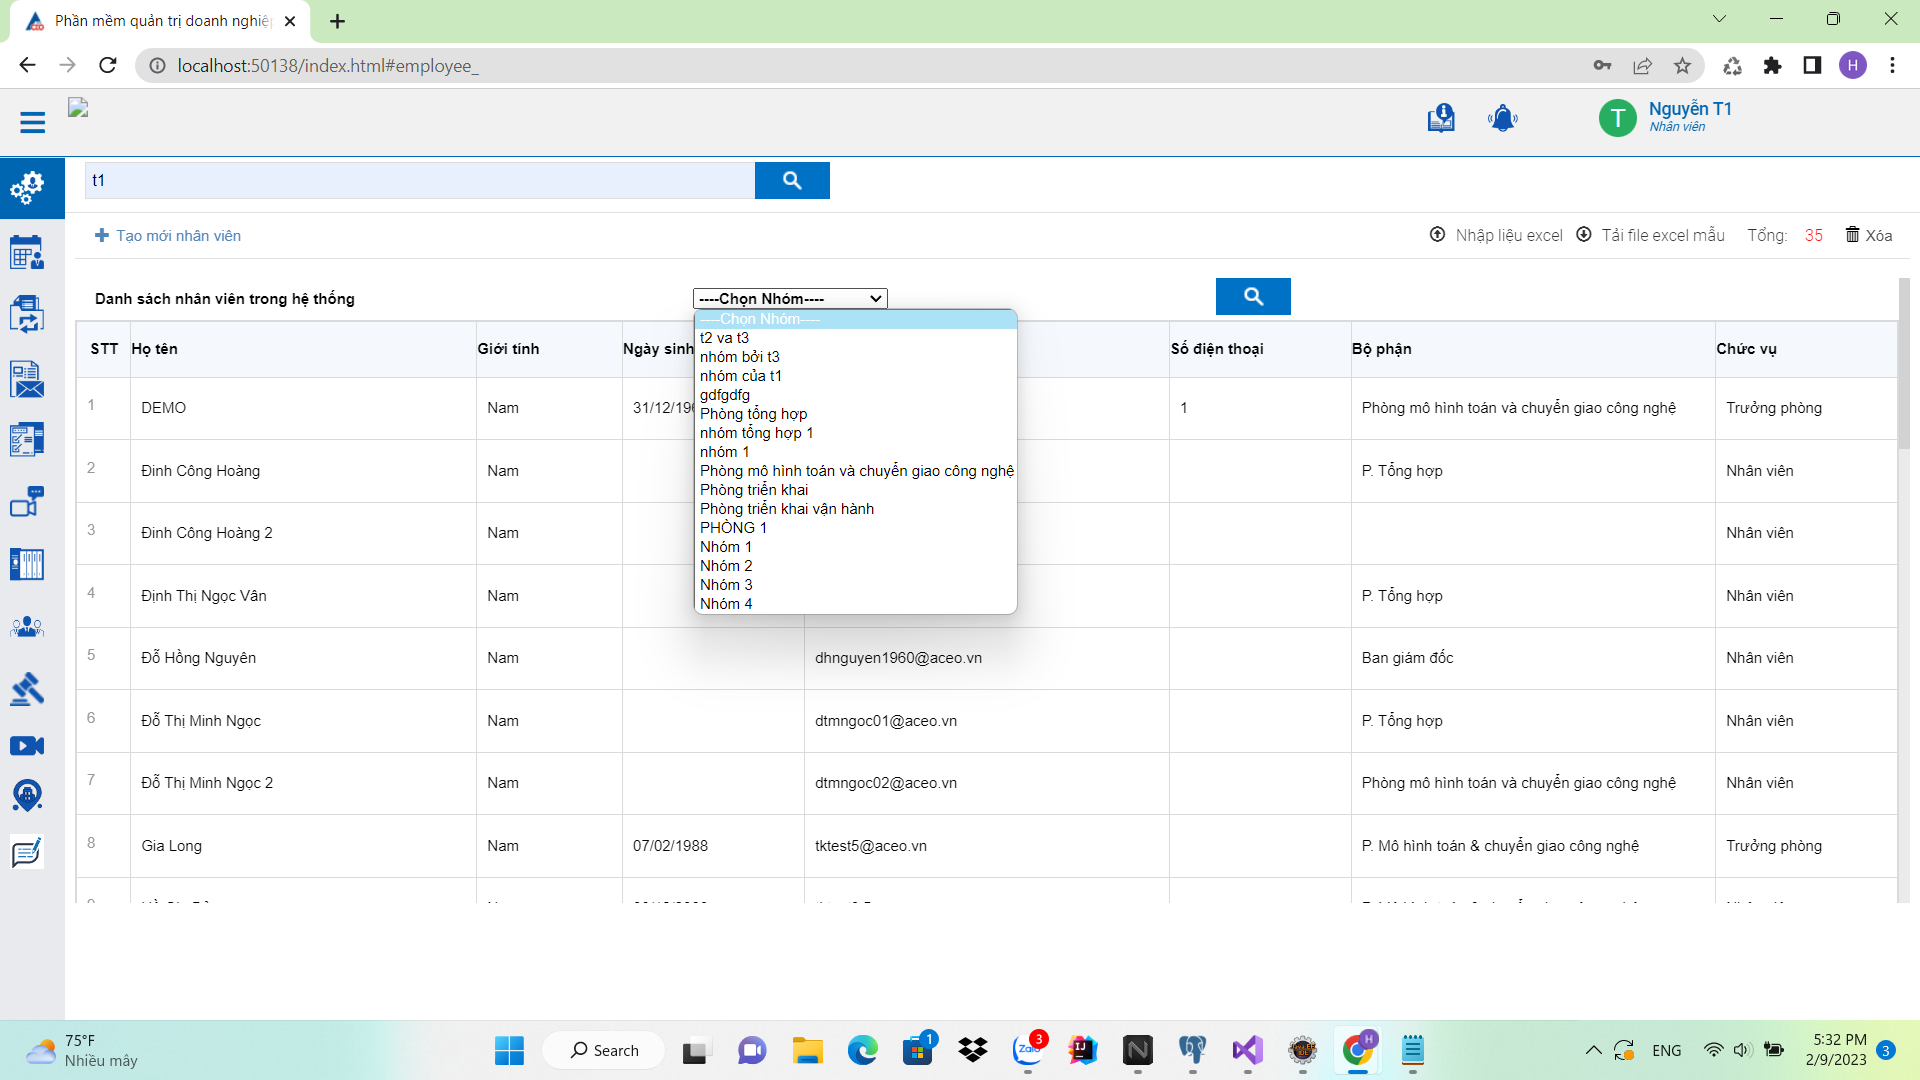 Phần mềm quản trị doanh nghiệp
localhost:50138/index.html#employee_
H
T
Nguyễn T1
Nhân viên
t1
Tạo mới nhân viên
Nhập liệu excel
Tải file excel mẫu
Tổng: 35
Xóa
Danh sách nhân viên trong hệ thống
----Chọn Nhóm----
----Chọn Nhóm----
t2 va t3
nhóm bởi t3
nhóm của t1
gdfgdfg
Phòng tổng hợp
nhóm tổng hợp 1
nhóm 1
Phòng mô hình toán và chuyển giao công nghệ
Phòng triển khai
Phòng triển khai vận hành
PHÒNG 1
Nhóm 1
Nhóm 2
Nhóm 3
Nhóm 4
STT Họ tên Giới tính Ngày sinh Số điện thoại Bộ phận Chức vụ
1 DEMO Nam 31/12/196 1 Phòng mô hình toán và chuyển giao công nghệ Trưởng phòng
2 Đinh Công Hoàng Nam P. Tổng hợp Nhân viên
3 Đinh Công Hoàng 2 Nam Nhân viên
4 Định Thị Ngọc Vân Nam P. Tổng hợp Nhân viên
5 Đỗ Hồng Nguyên Nam dhnguyen1960@aceo.vn Ban giám đốc Nhân viên
6 Đỗ Thị Minh Ngọc Nam dtmngoc01@aceo.vn P. Tổng hợp Nhân viên
7 Đỗ Thị Minh Ngọc 2 Nam dtmngoc02@aceo.vn Phòng mô hình toán và chuyển giao công nghệ Nhân viên
8 Gia Long Nam 07/02/1988 tktest5@aceo.vn P. Mô hình toán & chuyển giao công nghệ Trưởng phòng
75°F
Nhiều mây
Search
1
Zalo
3
H
ENG
5:32 PM
2/9/2023
3